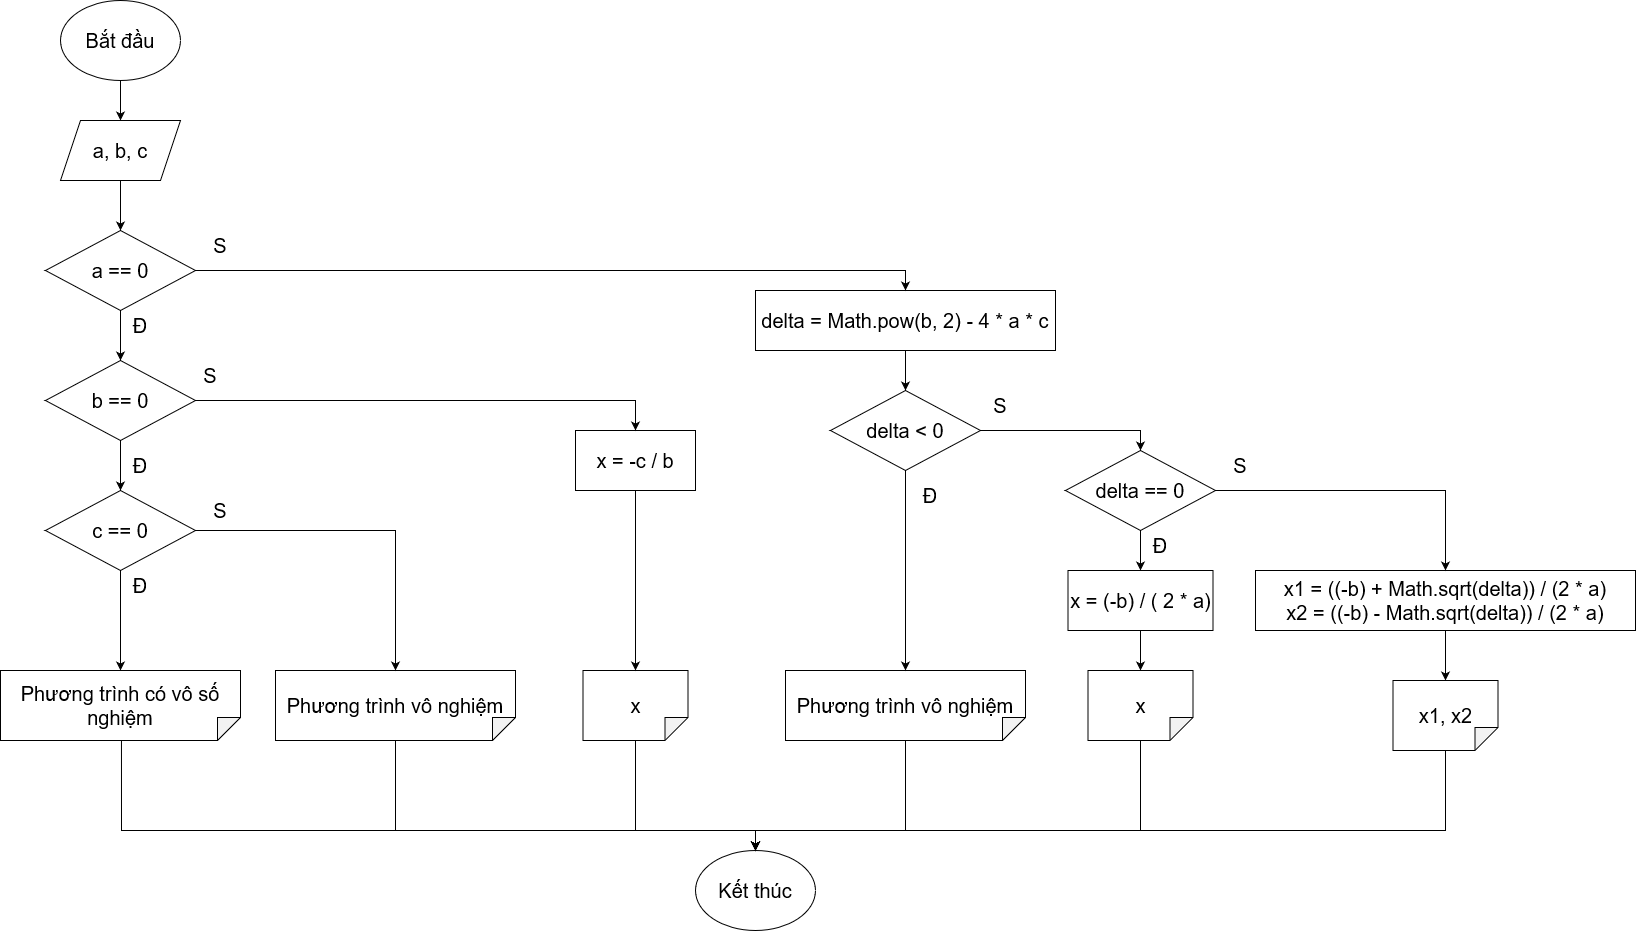 Bắt đầu
a, b, c
a == 0
S
Đ
delta = Math.pow(b, 2) - 4 * a * c
b == 0
S
Đ
x = -c / b
delta < 0
S
Đ
delta == 0
S
Đ
c == 0
S
Đ
x = (-b) / ( 2 * a)
x1 = ((-b) + Math.sqrt(delta)) / (2 * a)
x2 = ((-b) - Math.sqrt(delta)) / (2 * a)
Phương trình có vô số
nghiệm
Phương trình vô nghiệm
x
Phương trình vô nghiệm
x
x1, x2
Kết thúc